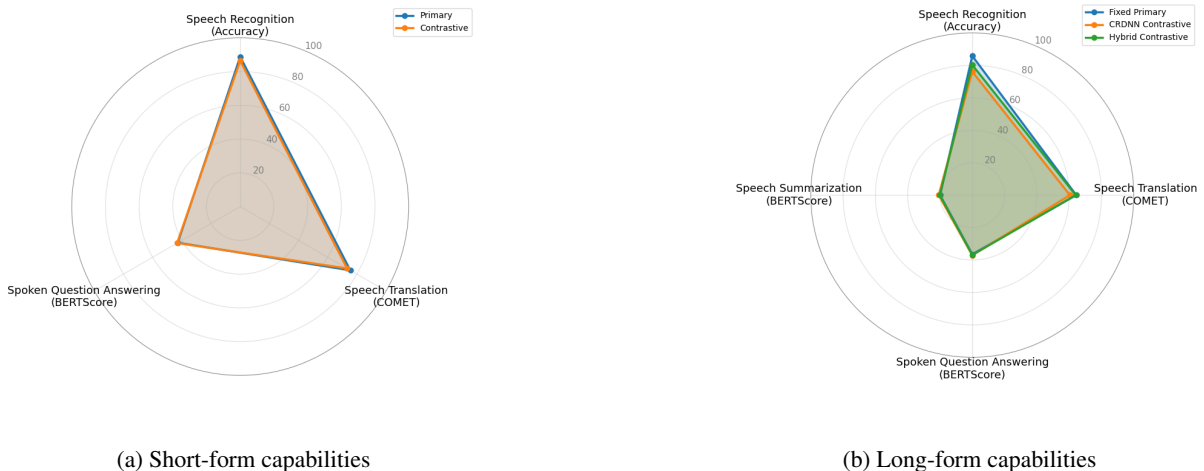 Speech Recognition
(Accuracy)
Primary
Contrastive
100
80
60
40
20
Spoken Question Answering
(BERTScore)
Speech Translation
(COMET)
(a) Short-form capabilities
Speech Recognition
(Accuracy)
Fixed Primary
CRDNN Contrastive
Hybrid Contrastive
100
80
60
40
20
Speech Summarization
(BERTScore)
Speech Translation
(COMET)
Spoken Question Answering
(BERTScore)
(b) Long-form capabilities